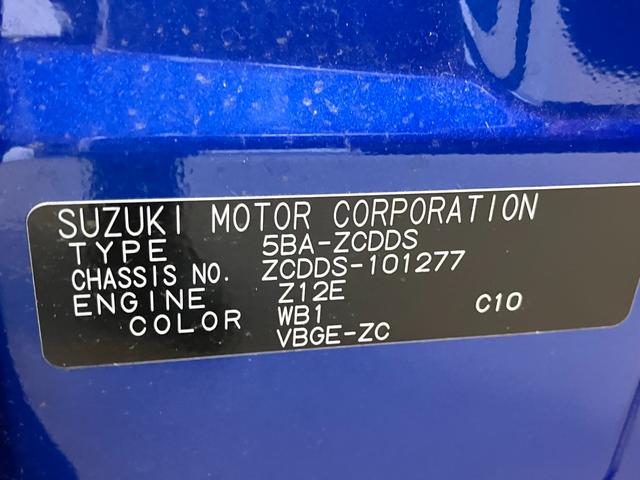 SUZUKI MOTOR CORPORATION
TYPE 5BA-ZCDDS
CHASSIS NO. ZCDDS-101277
ENGINE Z12E
COLOR WB1 C10
VBGE-ZC